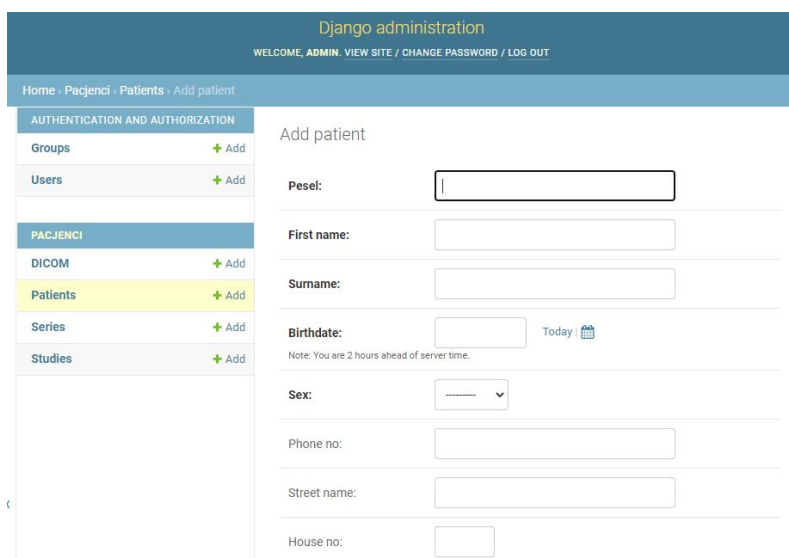 Django administration
WELCOME, ADMIN. VIEW SITE / CHANGE PASSWORD / LOG OUT
Home › Pacjenci › Patients › Add patient
AUTHENTICATION AND AUTHORIZATION
Groups + Add
Users + Add
PACJENCI
DICOM + Add
Patients + Add
Series + Add
Studies + Add
Add patient
Pesel:
First name:
Surname:
Birthdate: Today |
Note: You are 2 hours ahead of server time.
Sex: ---------
Phone no:
Street name:
House no: